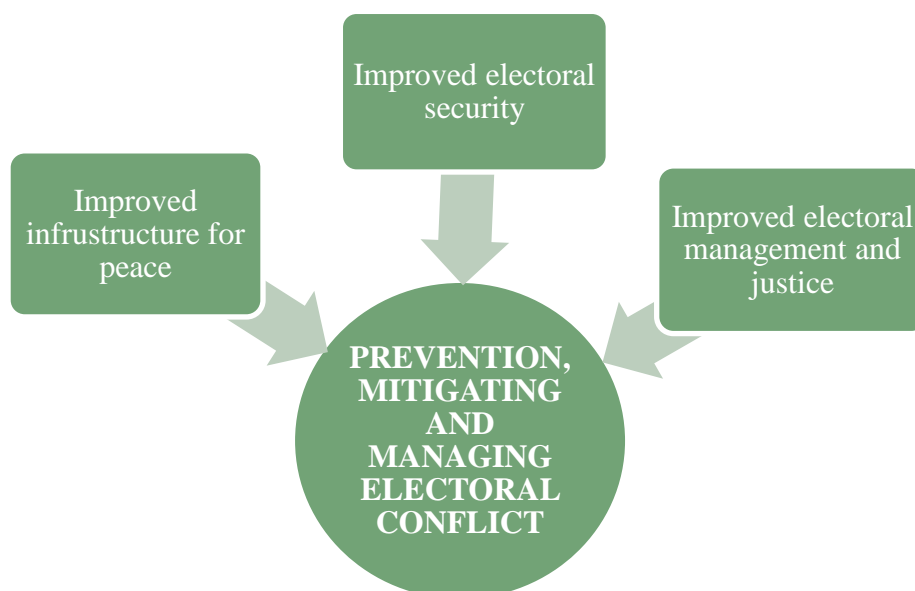 Improved electoral
security
Improved
infrustructure for
peace
Improved electoral
management and
justice
PREVENTION,
MITIGATING
AND
MANAGING
ELECTORAL
CONFLICT